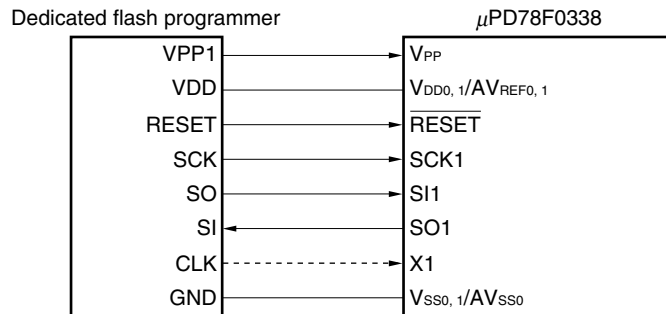 Dedicated flash programmer
μPD78F0338
VPP1
VPP
VDD
VDD0, 1/AVREF0, 1
RESET
RESET
SCK
SCK1
SO
SI1
SI
SO1
CLK
X1
GND
VSS0, 1/AVSS0